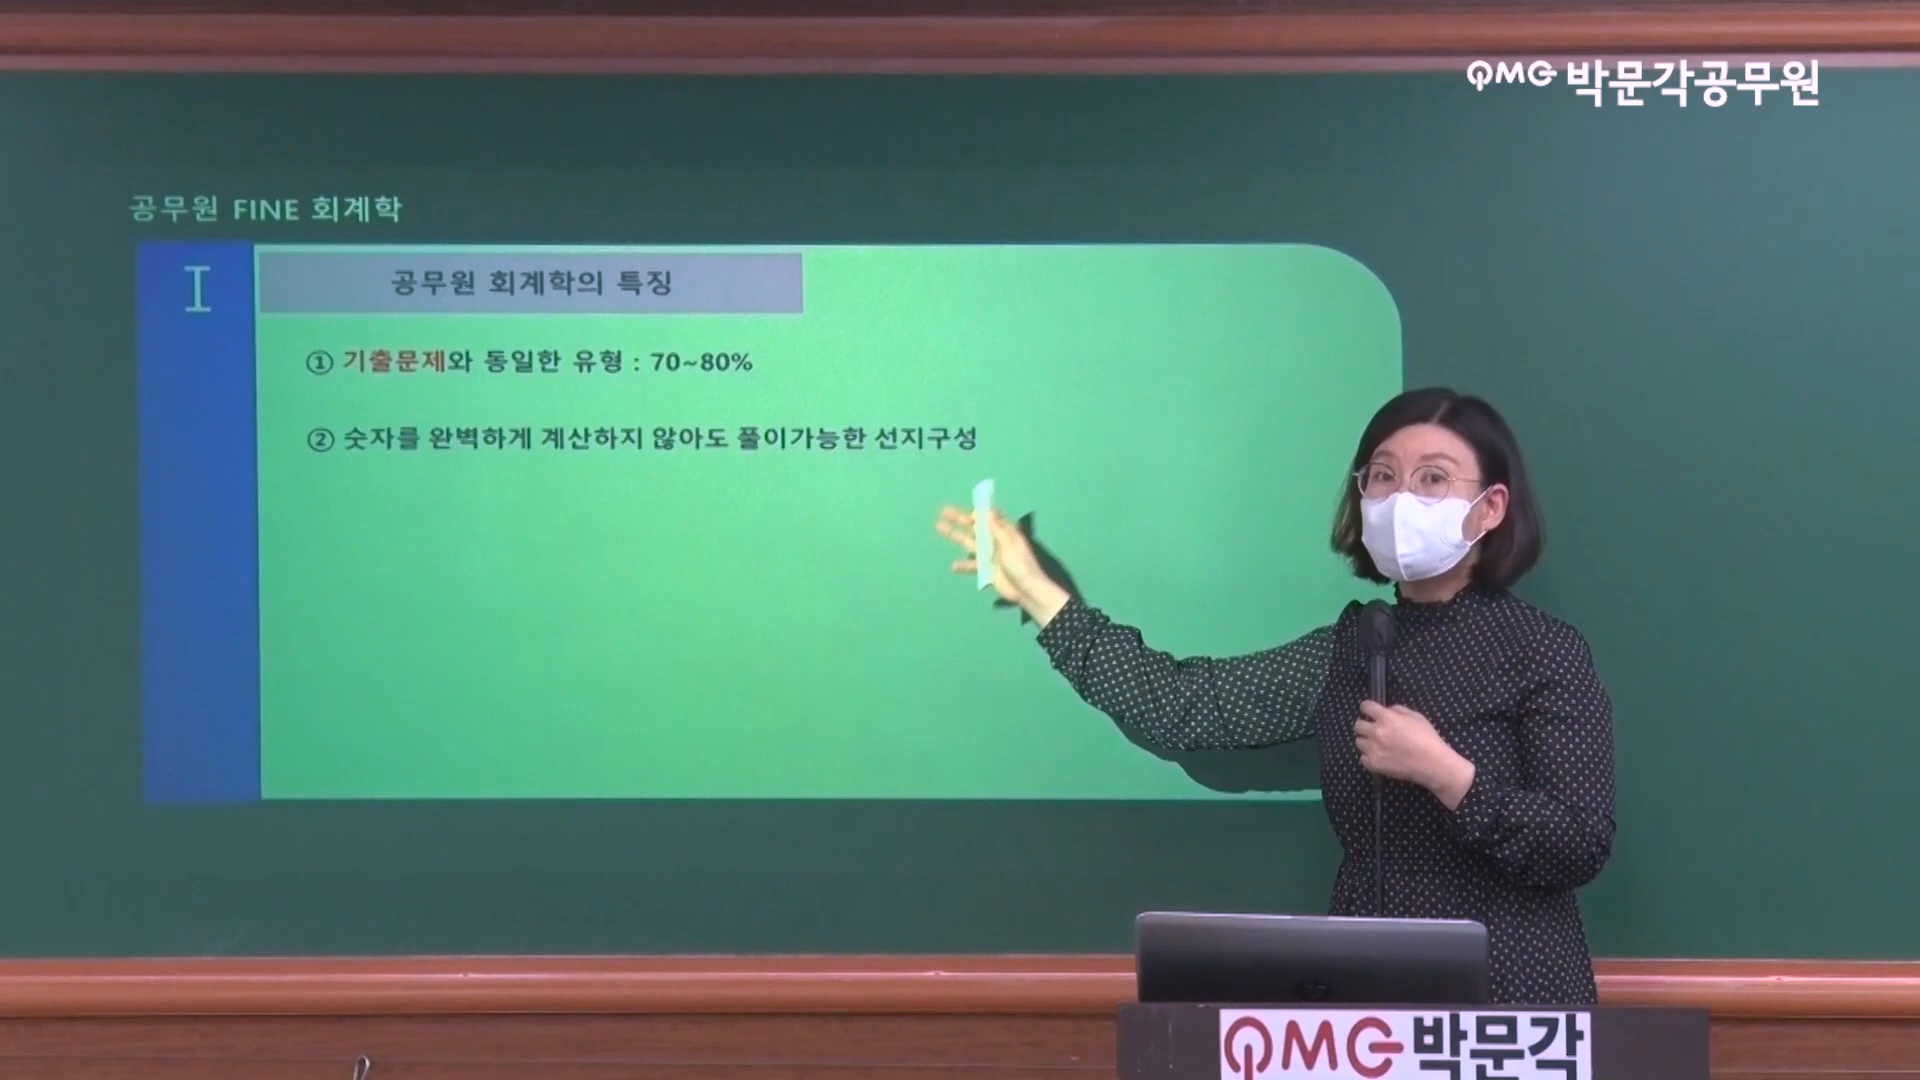 PMG 박문각공무원
공무원 FINE 회계학
I
공무원 회계학의 특징
① 기출문제와 동일한 유형 : 70~80%
② 숫자를 완벽하게 계산하지 않아도 풀이가능한 선지구성
PMG 박문각